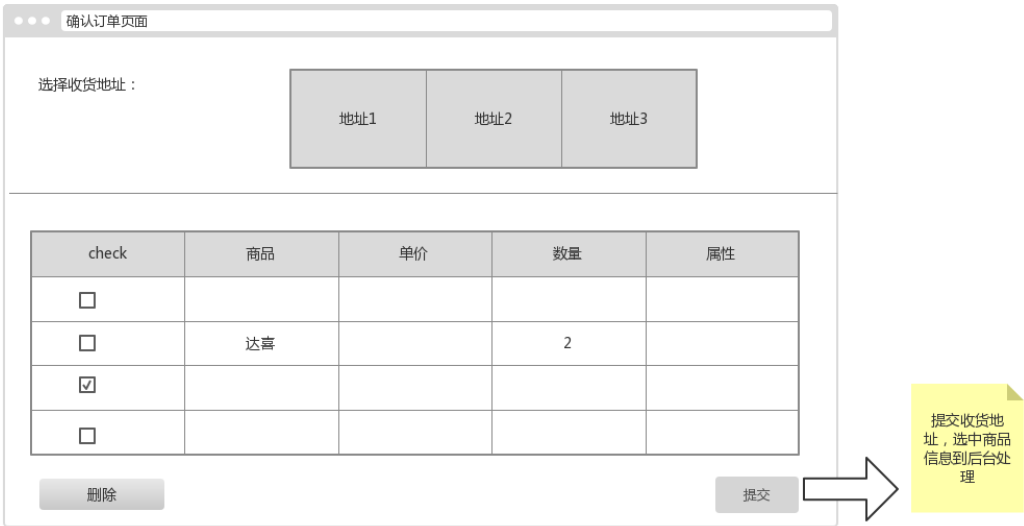 确认订单页面
选择收货地址：
地址1 地址2 地址3
check 商品 单价 数量 属性
达喜 2
提交收货地
址，选中商品
信息到后台处
理
删除 提交